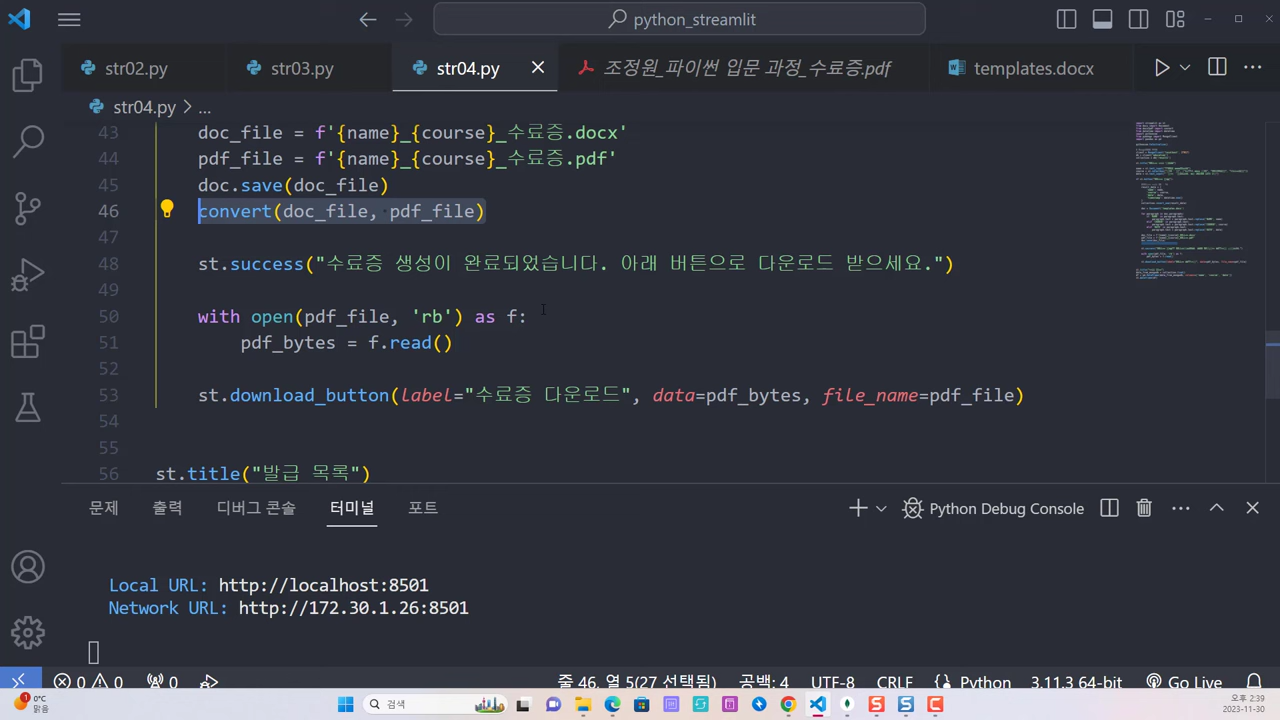 python_streamlit
str02.py
str03.py
str04.py
조정원_파이썬 입문 과정_수료증.pdf
templates.docx
str04.py > ...
43 doc_file = f'{name}_{course}_수료증.docx'
44 pdf_file = f'{name}_{course}_수료증.pdf'
45 doc.save(doc_file)
46 convert(doc_file, pdf_file)
47
48 st.success("수료증 생성이 완료되었습니다. 아래 버튼으로 다운로드 받으세요.")
49
50 with open(pdf_file, 'rb') as f:
51 pdf_bytes = f.read()
52
53 st.download_button(label="수료증 다운로드", data=pdf_bytes, file_name=pdf_file)
54
55
56 st.title("발급 목록")
문제 출력 디버그 콘솔 터미널 포트
Python Debug Console
Local URL: http://localhost:8501
Network URL: http://172.30.1.26:8501
0 0 0 줄 46, 열 5(27 선택됨) 공백: 4 UTF-8 CRLF Python 3.11.3 64-bit Go Live
1
0°C
맑음
검색
오후 2:39
2023-11-30